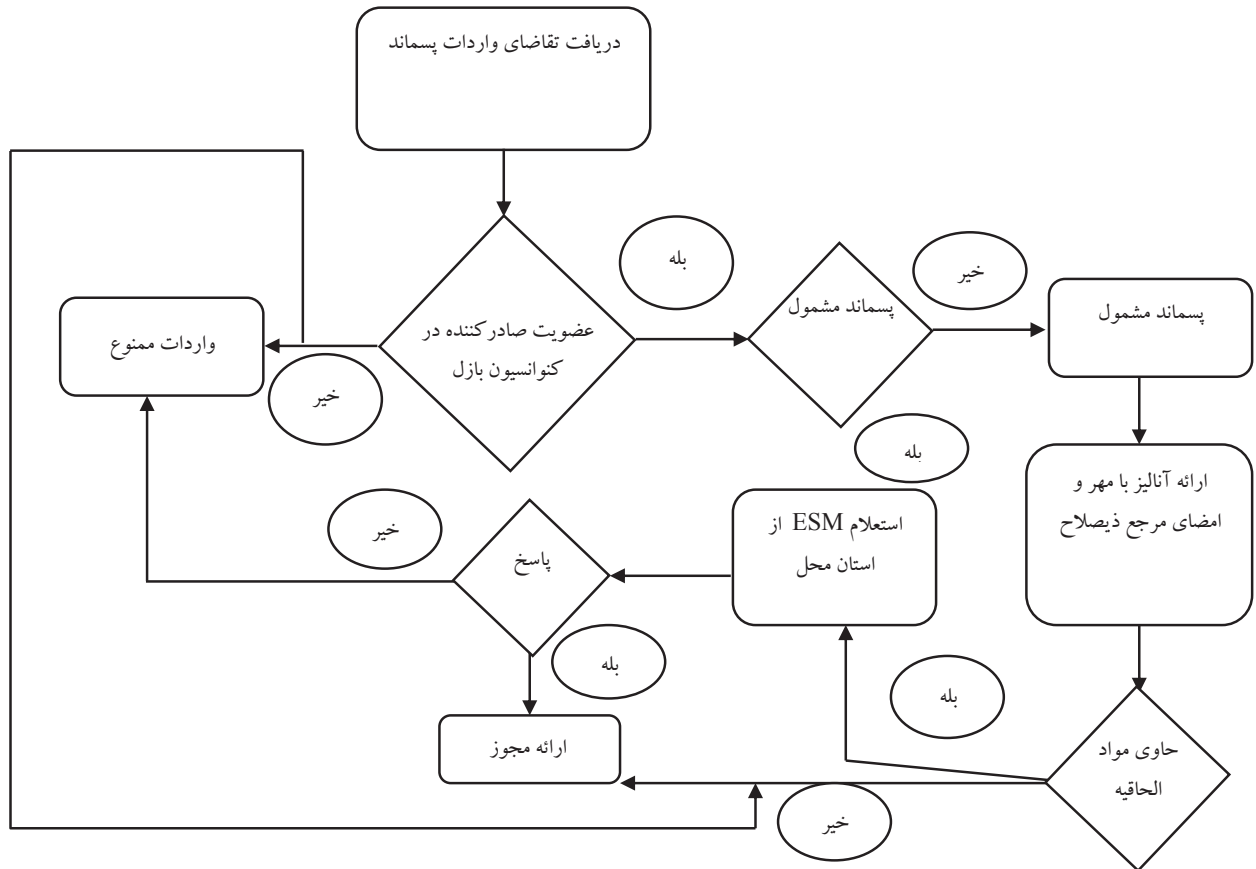 دریافت تقاضای واردات پسماند
بله
خیر
پسماند مشمول
پسماند مشمول
عضویت صادرکننده در
کنوانسیون بازل
واردات ممنوع
خیر
بله
ارائه آنالیز با مهر و
امضای مرجع ذیصلاح
استعلام ESM از
استان محل
خیر
پاسخ
بله
بله
ارائه مجوز
حاوی مواد
الحاقیه
خیر